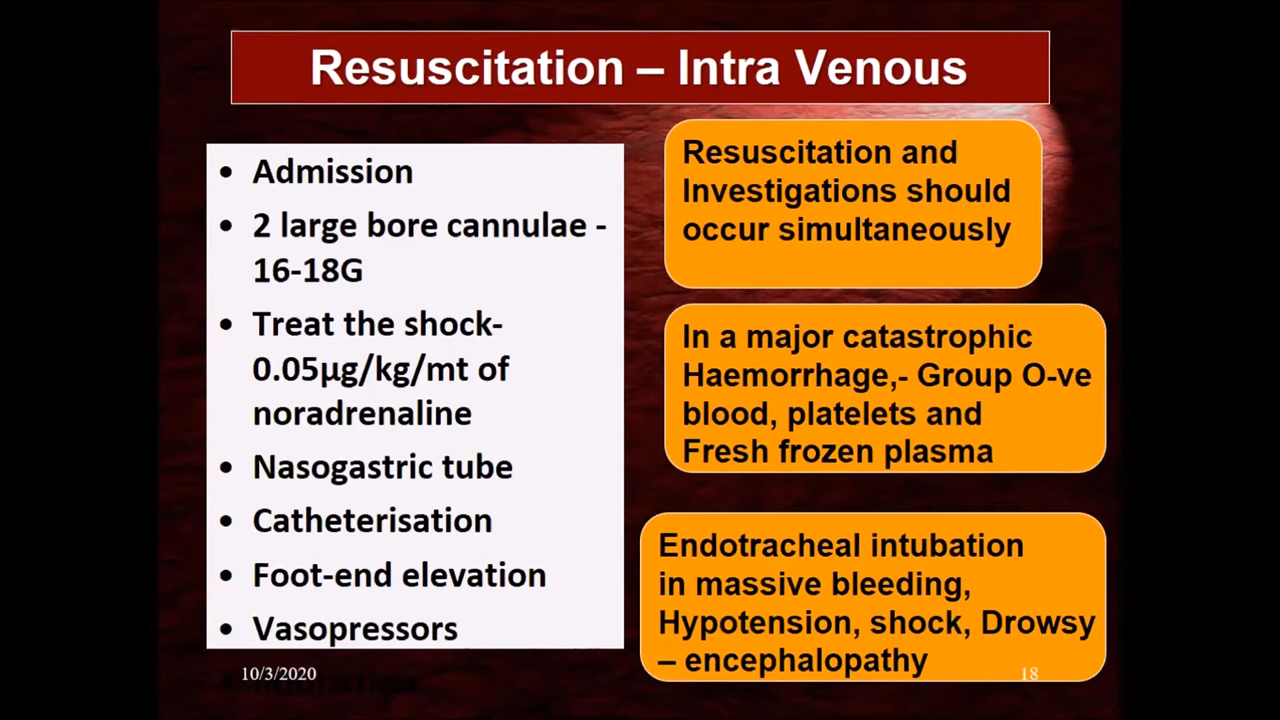 Resuscitation – Intra Venous
• Admission
• 2 large bore cannulae -
16-18G
• Treat the shock-
0.05µg/kg/mt of
noradrenaline
• Nasogastric tube
• Catheterisation
• Foot-end elevation
• Vasopressors
Resuscitation and
Investigations should
occur simultaneously
In a major catastrophic
Haemorrhage,- Group O-ve
blood, platelets and
Fresh frozen plasma
Endotracheal intubation
in massive bleeding,
Hypotension, shock, Drowsy
– encephalopathy
10/3/2020
18